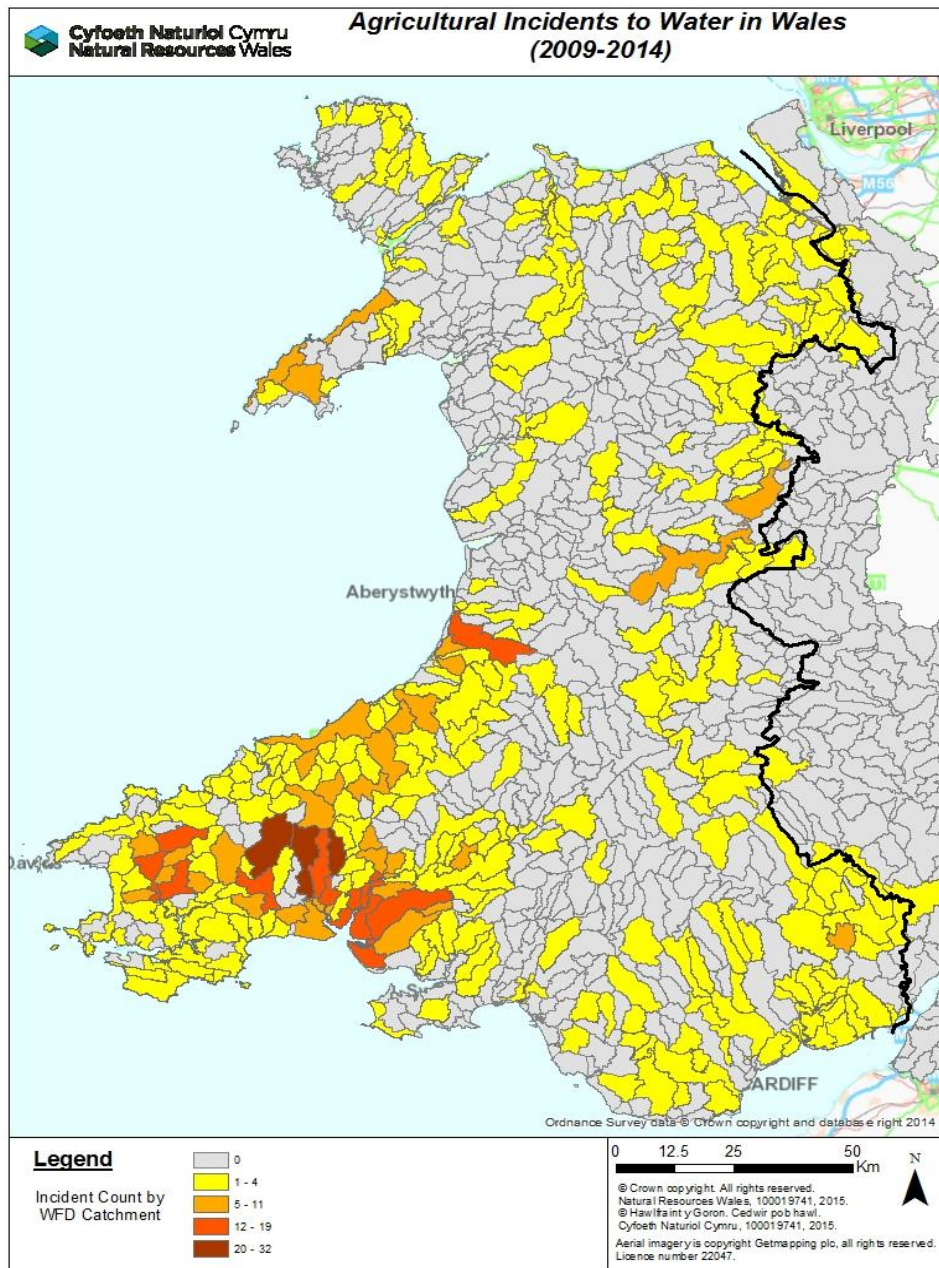 Cyfoeth Naturiol Cymru
Natural Resources Wales
Agricultural Incidents to Water in Wales
(2009-2014)
Liverpool
M56
Aberystwyth
ARDIFF
Ordnance Survey data © Crown copyright and database right 2014
Legend
Incident Count by
WFD Catchment
0
1 - 4
5 - 11
12 - 19
20 - 32
0 12.5 25 50
Km
N
© Crown copyright. All rights reserved.
Natural Resources Wales, 100019741, 2015.
© Hawlfraint y Goron. Cedwir pob hawl.
Cyfoeth Naturiol Cymru, 100019741, 2015.
Aerial imagery is copyright Getmapping plc, all rights reserved.
Licence number 22047.